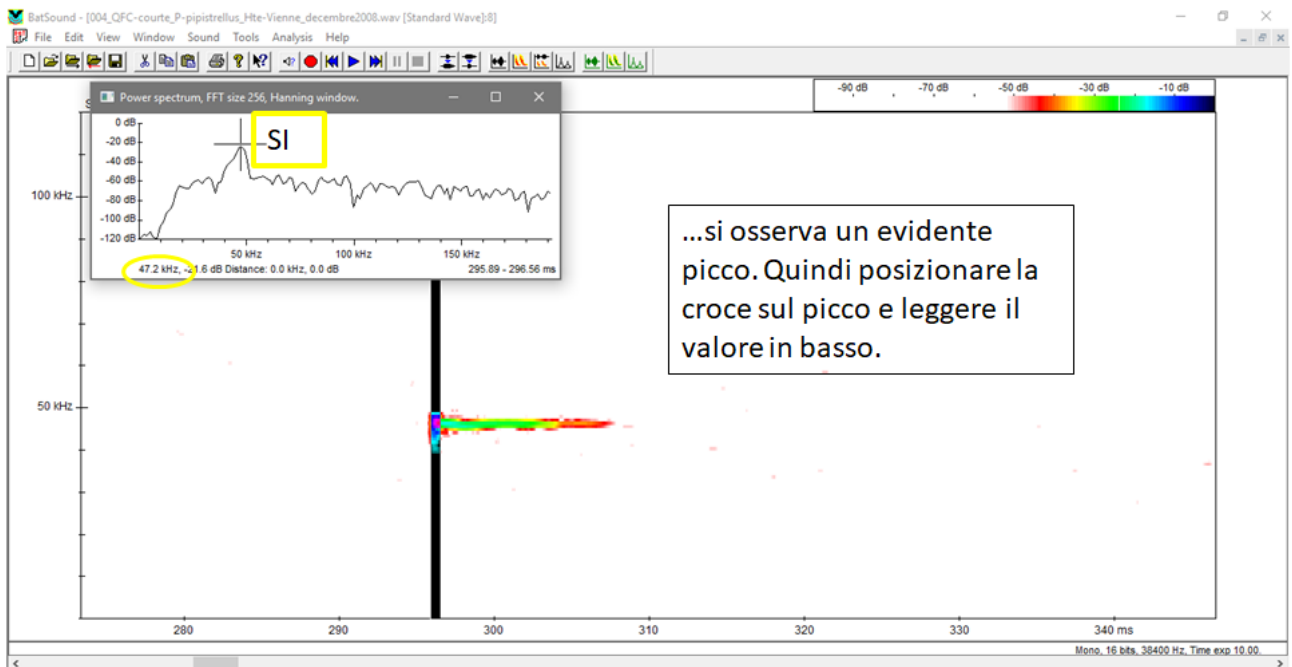 BatSound - [004_QFC-courte_P-pipistrellus_Hte-Vienne_decembre2008.wav [Standard Wave]:8]
File Edit View Window Sound Tools Analysis Help
-90 dB -70 dB -50 dB -30 dB -10 dB
Power spectrum, FFT size 256, Hanning window.
0 dB
-20 dB
-40 dB
-60 dB
-80 dB
-100 dB
-120 dB
SI
50 kHz 100 kHz 150 kHz
47.2 kHz, -21.6 dB Distance: 0.0 kHz, 0.0 dB 295.89 - 296.56 ms
100 kHz
50 kHz
...si osserva un evidente
picco. Quindi posizionare la
croce sul picco e leggere il
valore in basso.
280 290 300 310 320 330 340 ms
Mono, 16 bits, 38400 Hz, Time exp 10.00.